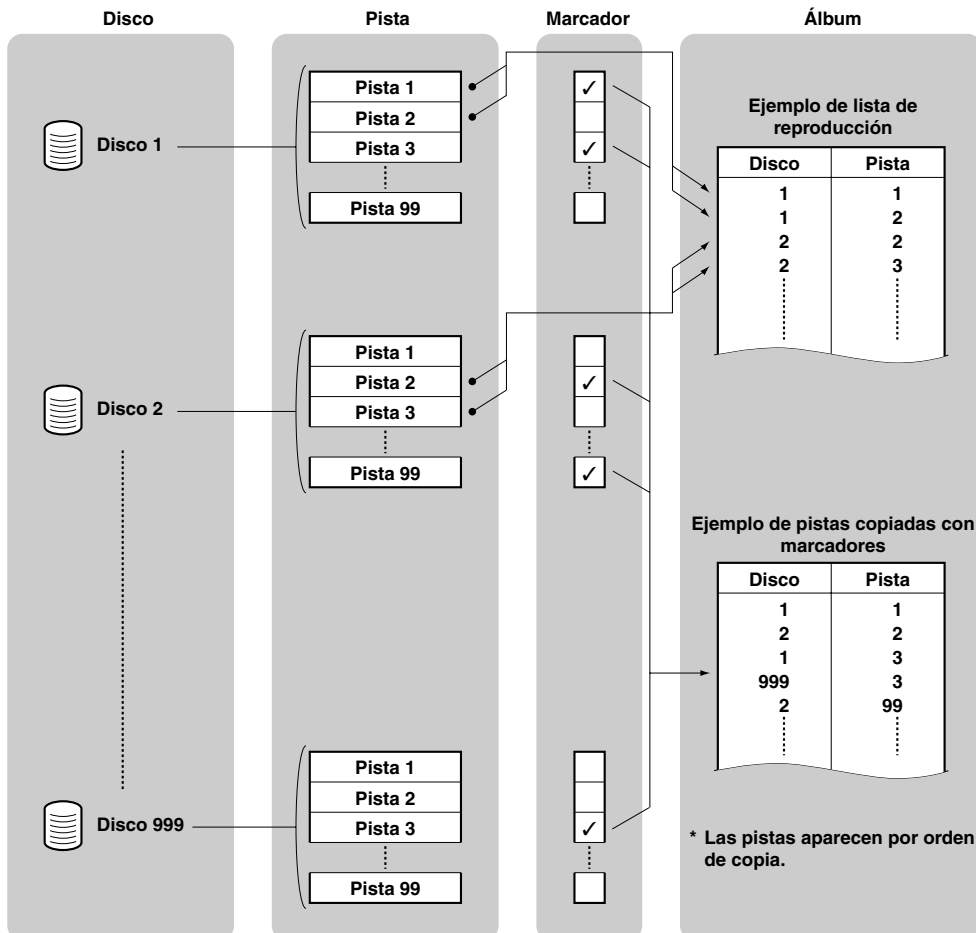 Disco
Pista
Marcador
Álbum
Disco 1
Pista 1
Pista 2
Pista 3
Pista 99
✓
✓
Ejemplo de lista de
reproducción
Disco Pista
1 1
1 2
2 2
2 3
Disco 2
Pista 1
Pista 2
Pista 3
Pista 99
✓
✓
Ejemplo de pistas copiadas con
marcadores
Disco Pista
1 1
2 2
1 3
999 3
2 99
Disco 999
Pista 1
Pista 2
Pista 3
Pista 99
✓
* Las pistas aparecen por orden
de copia.